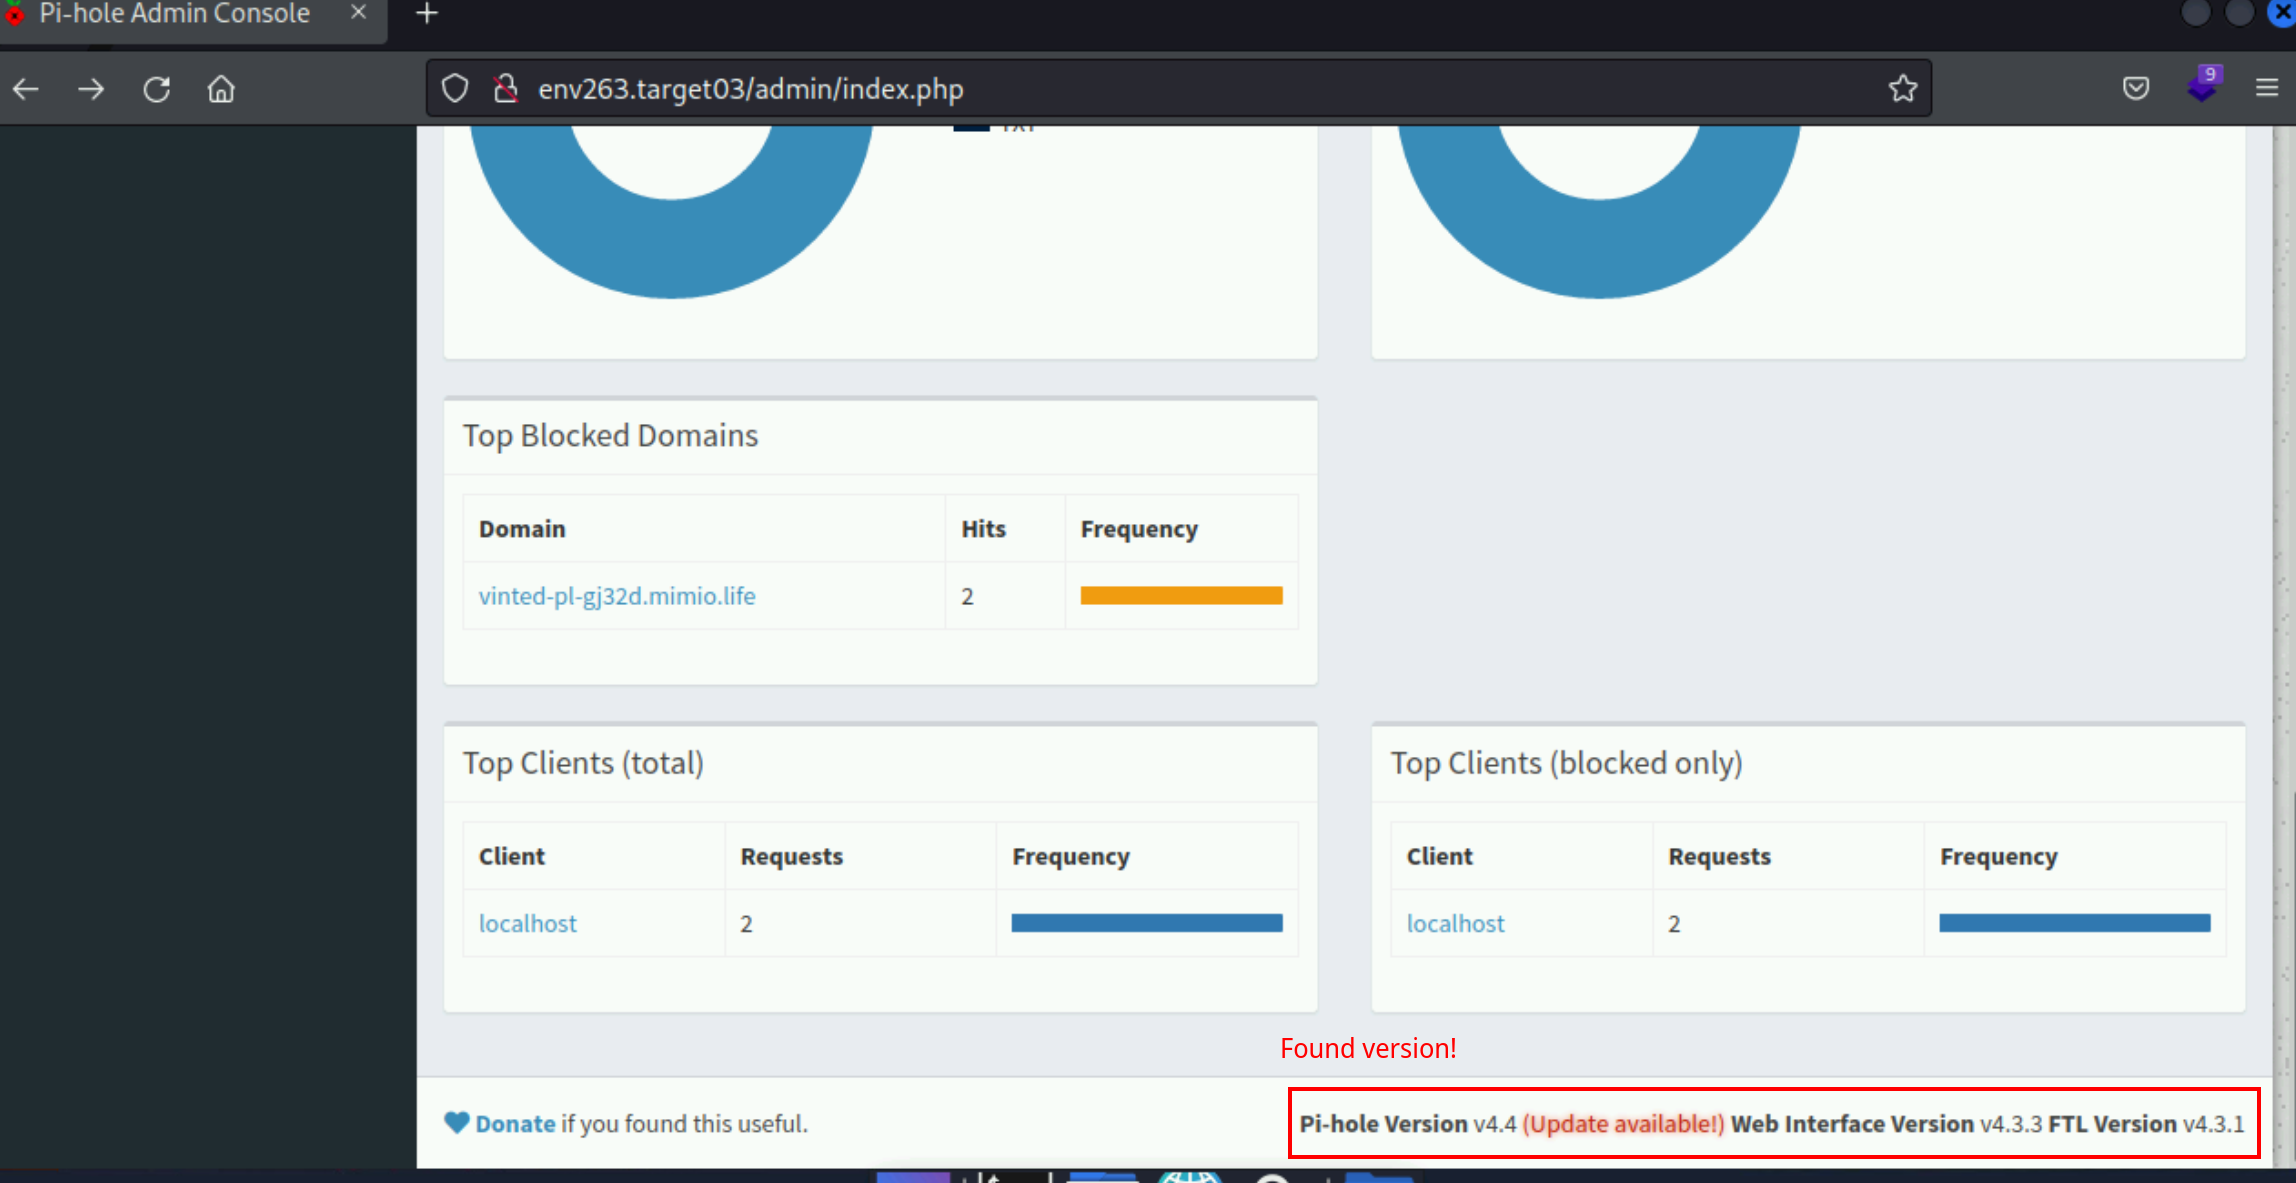 Pi-hole Admin Console
env263.target03/admin/index.php
9
TXT
Top Blocked Domains
Domain Hits Frequency
vinted-pl-gj32d.mimio.life 2
Top Clients (total)
Client Requests Frequency
localhost 2
Top Clients (blocked only)
Client Requests Frequency
localhost 2
Found version!
Donate if you found this useful.
Pi-hole Version v4.4 (Update available!) Web Interface Version v4.3.3 FTL Version v4.3.1